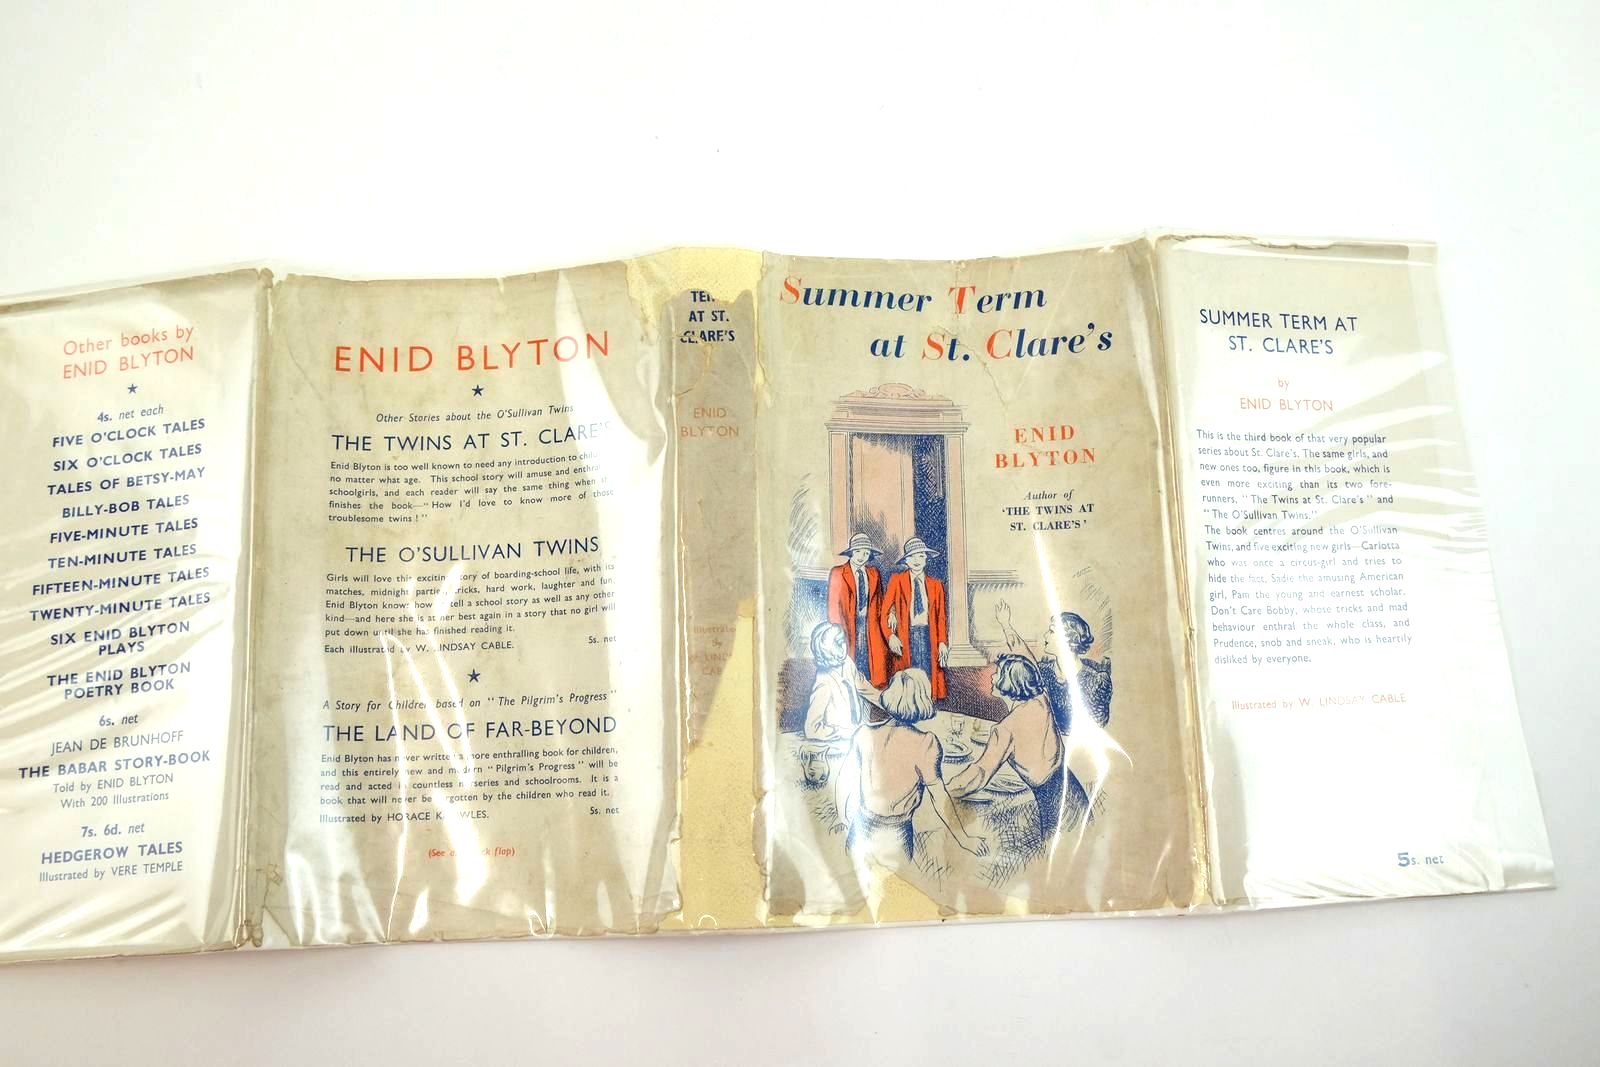 Other books by
ENID BLYTON
4s. net each
FIVE O'CLOCK TALES
SIX O'CLOCK TALES
TALES OF BETSY-MAY
BILLY-BOB TALES
FIVE-MINUTE TALES
TEN-MINUTE TALES
FIFTEEN-MINUTE TALES
TWENTY-MINUTE TALES
SIX ENID BLYTON
PLAYS
THE ENID BLYTON
POETRY BOOK
6s. net
JEAN DE BRUNHOFF
THE BABAR STORY-BOOK
Told by ENID BLYTON
With 200 Illustrations
7s. 6d. net
HEDGEROW TALES
Illustrated by VERE TEMPLE
ENID BLYTON
Other Stories about the O'Sullivan Twins
THE TWINS AT ST. CLARE'S
Enid Blyton is too well known to need any introduction to
no matter what age. This school story will amuse and
schoolgirls, and each reader will say the same thing when
finishes the book—"How I'd love to know more of those
troublesome twins!"
THE O'SULLIVAN TWINS
Girls will love this exciting story of boarding-school life, with its
matches, midnight parties, tricks, hard work, laughter and fun.
Enid Blyton knows how tell a school story as well as any other
kind—and here she is at her best again in a story that no girl will
put down until she has finished reading it.
Each illustrated by W. LINDSAY CABLE. 5s. net
A Story for Children based on "The Pilgrim's Progress"
THE LAND OF FAR-BEYOND
Enid Blyton has never written a more enthralling book for children,
and this entirely new and modern "Pilgrim's Progress" will be
read and acted countless nurseries and schoolrooms. It is a
book that will never be forgotten by the children who read it.
Illustrated by HORACE KNOWLES. 5s. net
(See flap)
AT ST.
CLARE'S
ENID
BLYTON
Illustrated
by
Summer Term
at St. Clare's
ENID
BLYTON
Author of
'THE TWINS AT
ST. CLARE'S'
SUMMER TERM AT
ST. CLARE'S
by
ENID BLYTON
This is the third book of that very popular
series about St. Clare's. The same girls, and
new ones too, figure in this book, which is
even more exciting than its two fore-
runners, "The Twins at St. Clare's" and
"The O'Sullivan Twins."
The book centres around the O'Sullivan
Twins, and five exciting new girls—Carlotta
who was once a circus-girl and tries to
hide the fact, Sadie the amusing American
girl, Pam the young and earnest scholar.
Don't Care Bobby, whose tricks and mad
behaviour enthral the whole class, and
Prudence, snob and sneak, who is heartily
disliked by everyone.
Illustrated by W. LINDSAY CABLE
5s. net